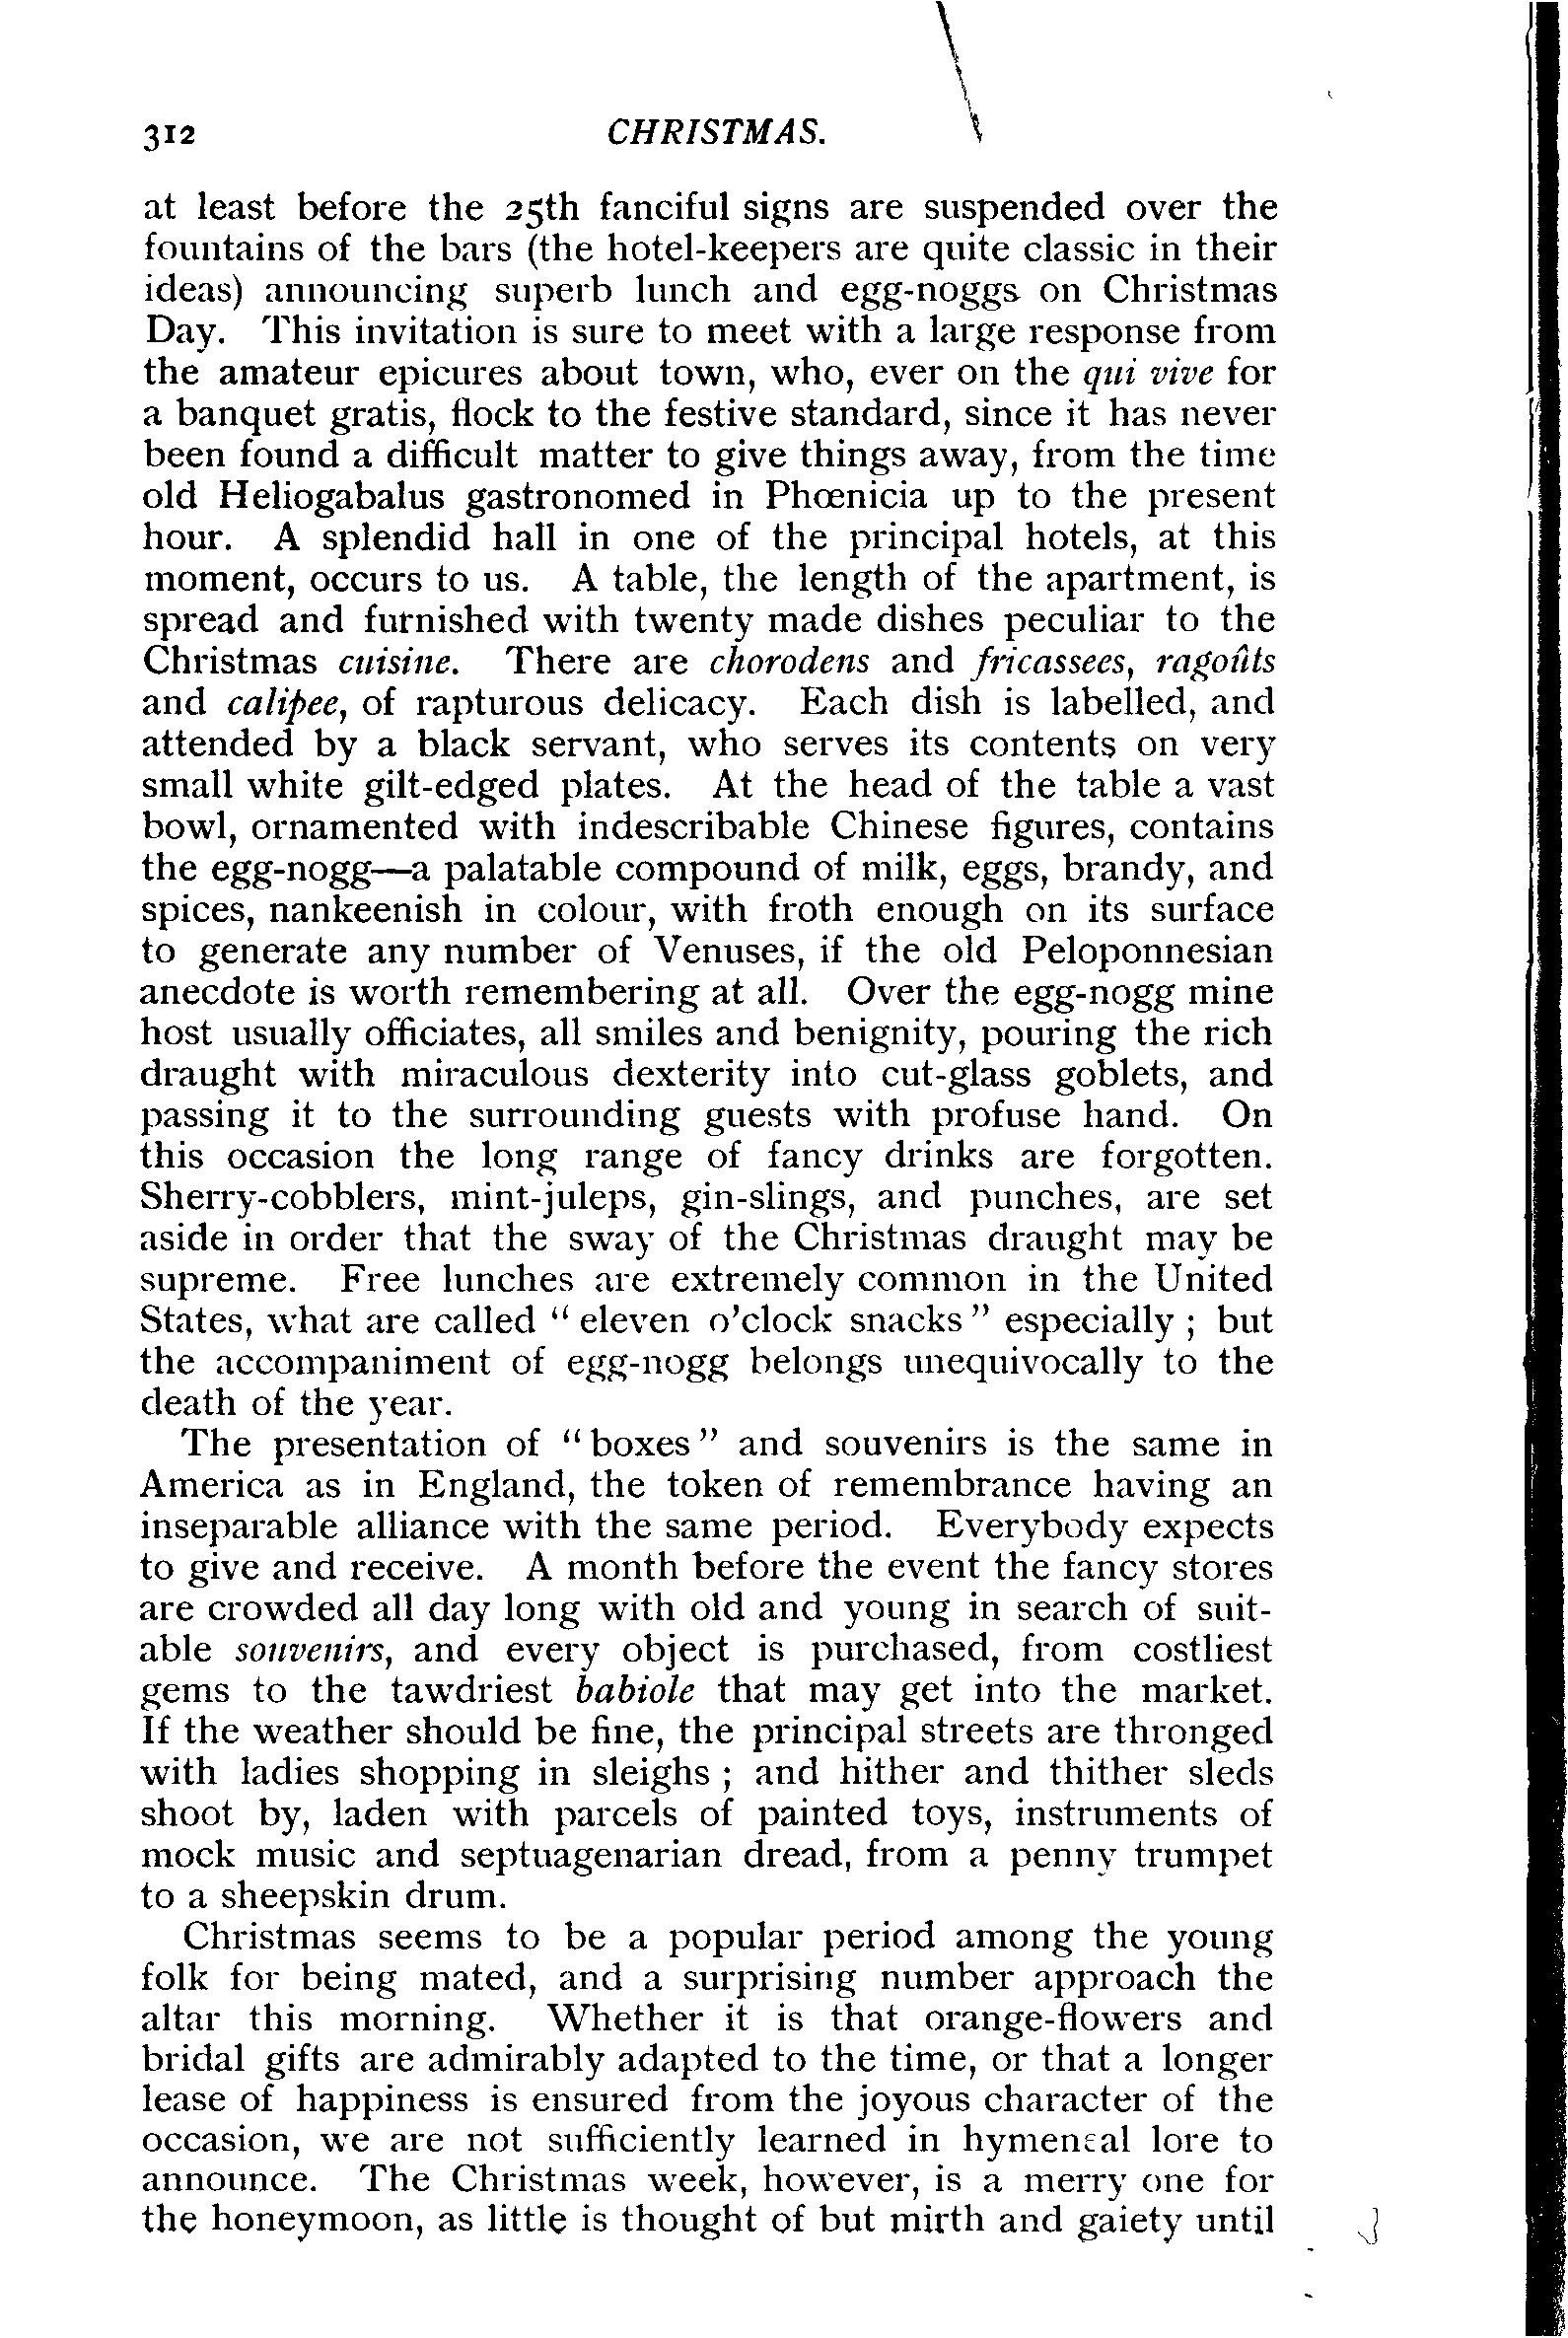 312 CHRISTMAS.
at least before the 25th fanciful signs are suspended over the
fountains of the bars (the hotel-keepers are quite classic in their
ideas) announcing superb lunch and egg-noggs on Christmas
Day. This invitation is sure to meet with a large response from
the amateur epicures about town, who, ever on the qui vive for
a banquet gratis, flock to the festive standard, since it has never
been found a difficult matter to give things away, from the time
old Heliogabalus gastronomed in Phœnicia up to the present
hour. A splendid hall in one of the principal hotels, at this
moment, occurs to us. A table, the length of the apartment, is
spread and furnished with twenty made dishes peculiar to the
Christmas cuisine. There are chorodens and fricassees, ragoûts
and calipee, of rapturous delicacy. Each dish is labelled, and
attended by a black servant, who serves its contents on very
small white gilt-edged plates. At the head of the table a vast
bowl, ornamented with indescribable Chinese figures, contains
the egg-nogg—a palatable compound of milk, eggs, brandy, and
spices, nankeenish in colour, with froth enough on its surface
to generate any number of Venuses, if the old Peloponnesian
anecdote is worth remembering at all. Over the egg-nogg mine
host usually officiates, all smiles and benignity, pouring the rich
draught with miraculous dexterity into cut-glass goblets, and
passing it to the surrounding guests with profuse hand. On
this occasion the long range of fancy drinks are forgotten.
Sherry-cobblers, mint-juleps, gin-slings, and punches, are set
aside in order that the sway of the Christmas draught may be
supreme. Free lunches are extremely common in the United
States, what are called “eleven o’clock snacks” especially; but
the accompaniment of egg-nogg belongs unequivocally to the
death of the year.
The presentation of “boxes” and souvenirs is the same in
America as in England, the token of remembrance having an
inseparable alliance with the same period. Everybody expects
to give and receive. A month before the event the fancy stores
are crowded all day long with old and young in search of suit-
able souvenirs, and every object is purchased, from costliest
gems to the tawdriest babiole that may get into the market.
If the weather should be fine, the principal streets are thronged
with ladies shopping in sleighs; and hither and thither sleds
shoot by, laden with parcels of painted toys, instruments of
mock music and septuagenarian dread, from a penny trumpet
to a sheepskin drum.
Christmas seems to be a popular period among the young
folk for being mated, and a surprising number approach the
altar this morning. Whether it is that orange-flowers and
bridal gifts are admirably adapted to the time, or that a longer
lease of happiness is ensured from the joyous character of the
occasion, we are not sufficiently learned in hymeneal lore to
announce. The Christmas week, however, is a merry one for
the honeymoon, as little is thought of but mirth and gaiety until